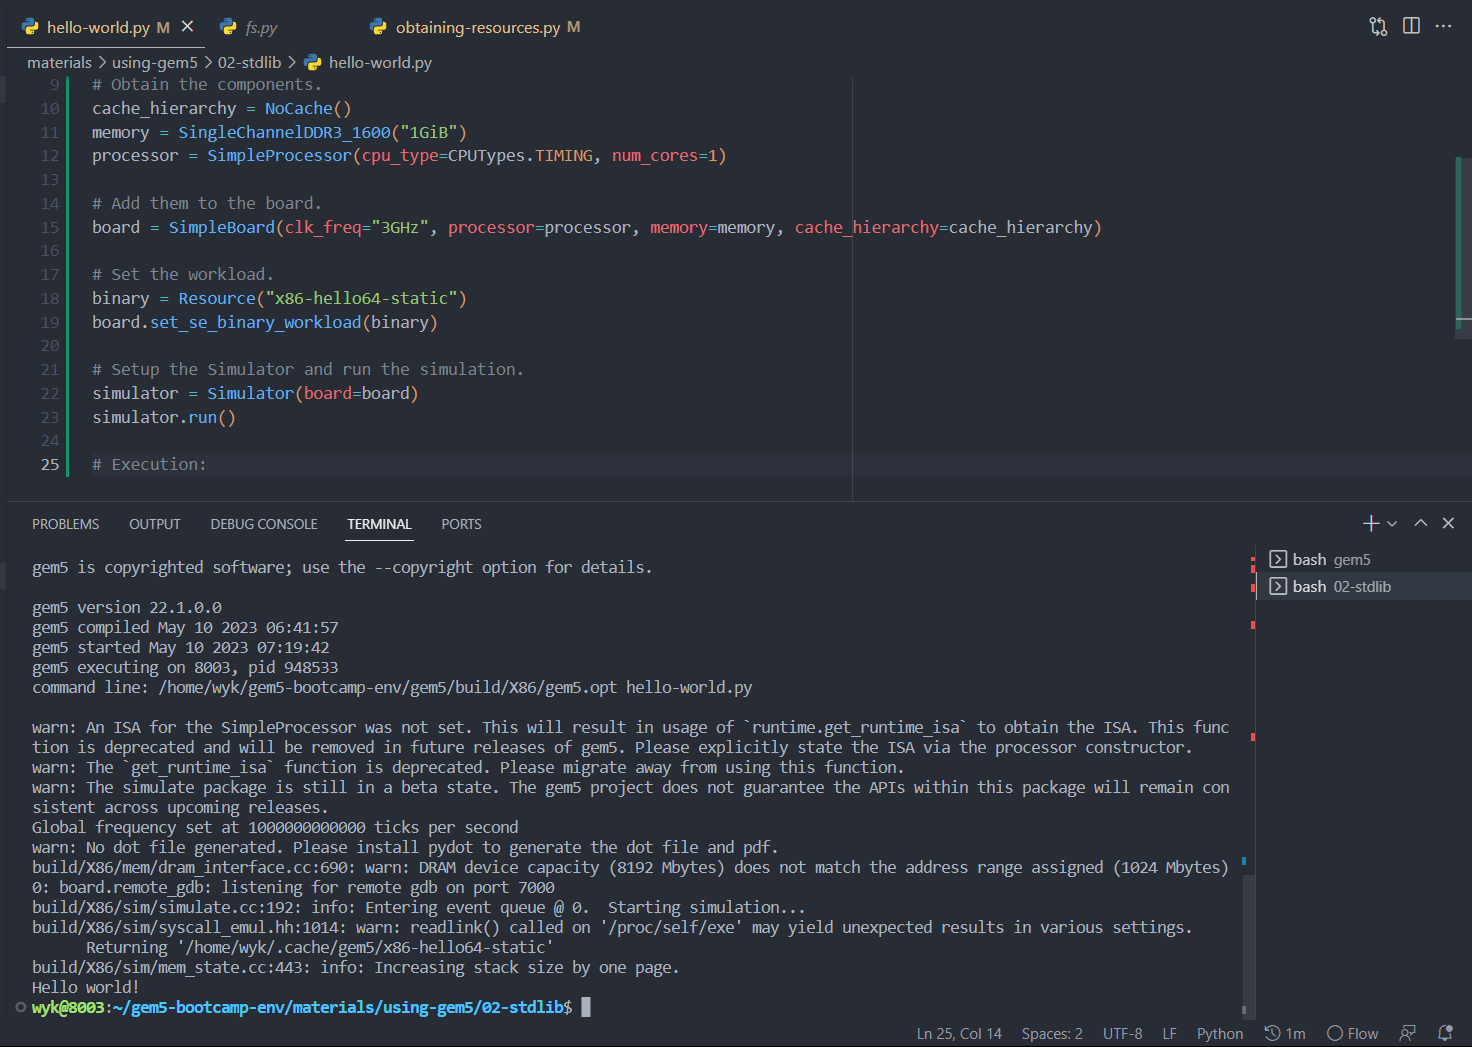 hello-world.py M
fs.py
obtaining-resources.py M
materials > using-gem5 > 02-stdlib > hello-world.py
9 # Obtain the components.
10 cache_hierarchy = NoCache()
11 memory = SingleChannelDDR3_1600("1GiB")
12 processor = SimpleProcessor(cpu_type=CPUTypes.TIMING, num_cores=1)
13
14 # Add them to the board.
15 board = SimpleBoard(clk_freq="3GHz", processor=processor, memory=memory, cache_hierarchy=cache_hierarchy)
16
17 # Set the workload.
18 binary = Resource("x86-hello64-static")
19 board.set_se_binary_workload(binary)
20
21 # Setup the Simulator and run the simulation.
22 simulator = Simulator(board=board)
23 simulator.run()
24
25 # Execution:
PROBLEMS OUTPUT DEBUG CONSOLE TERMINAL PORTS
gem5 is copyrighted software; use the --copyright option for details.
gem5 version 22.1.0.0
gem5 compiled May 10 2023 06:41:57
gem5 started May 10 2023 07:19:42
gem5 executing on 8003, pid 948533
command line: /home/wyk/gem5-bootcamp-env/gem5/build/X86/gem5.opt hello-world.py
warn: An ISA for the SimpleProcessor was not set. This will result in usage of `runtime.get_runtime_isa` to obtain the ISA. This func
tion is deprecated and will be removed in future releases of gem5. Please explicitly state the ISA via the processor constructor.
warn: The `get_runtime_isa` function is deprecated. Please migrate away from using this function.
warn: The simulate package is still in a beta state. The gem5 project does not guarantee the APIs within this package will remain con
sistent across upcoming releases.
Global frequency set at 1000000000000 ticks per second
warn: No dot file generated. Please install pydot to generate the dot file and pdf.
build/X86/mem/dram_interface.cc:690: warn: DRAM device capacity (8192 Mbytes) does not match the address range assigned (1024 Mbytes)
0: board.remote_gdb: listening for remote gdb on port 7000
build/X86/sim/simulate.cc:192: info: Entering event queue @ 0.  Starting simulation...
build/X86/sim/syscall_emul.hh:1014: warn: readlink() called on '/proc/self/exe' may yield unexpected results in various settings.
Returning '/home/wyk/.cache/gem5/x86-hello64-static'
build/X86/sim/mem_state.cc:443: info: Increasing stack size by one page.
Hello world!
wyk@8003:~/gem5-bootcamp-env/materials/using-gem5/02-stdlib$
bash gem5
bash 02-stdlib
Ln 25, Col 14 Spaces: 2 UTF-8 LF Python 1m Flow